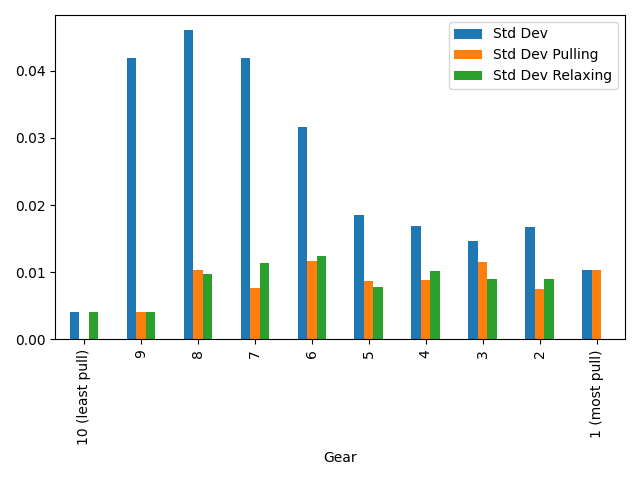 Std Dev
Std Dev Pulling
Std Dev Relaxing
0.04
0.03
0.02
0.01
0.00
10 (least pull)
9
8
7
6
5
4
3
2
1 (most pull)
Gear